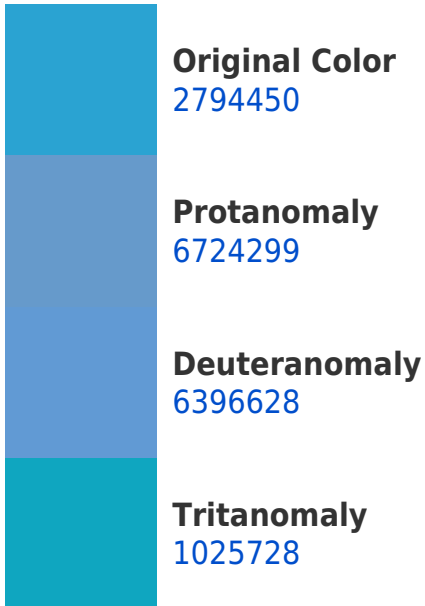 Original Color
2794450
Protanomaly
6724299
Deuteranomaly
6396628
Tritanomaly
1025728